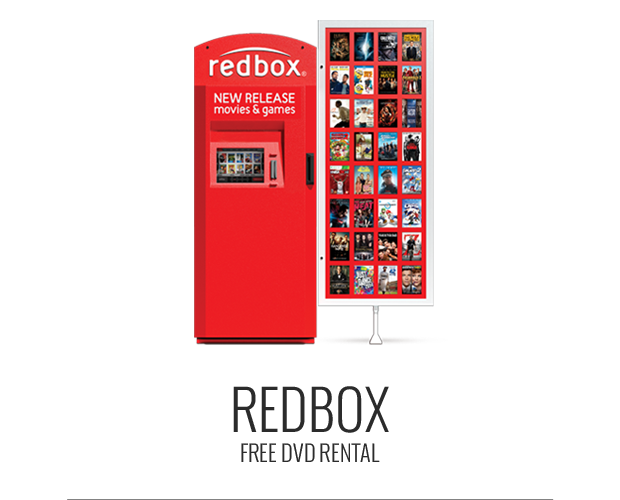 redbox.
NEW RELEASE
movies & games
REDBOX
FREE DVD RENTAL